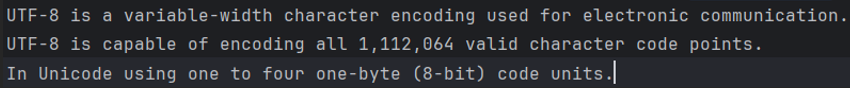 UTF-8 is a variable-width character encoding used for electronic communication.
UTF-8 is capable of encoding all 1,112,064 valid character code points.
In Unicode using one to four one-byte (8-bit) code units.